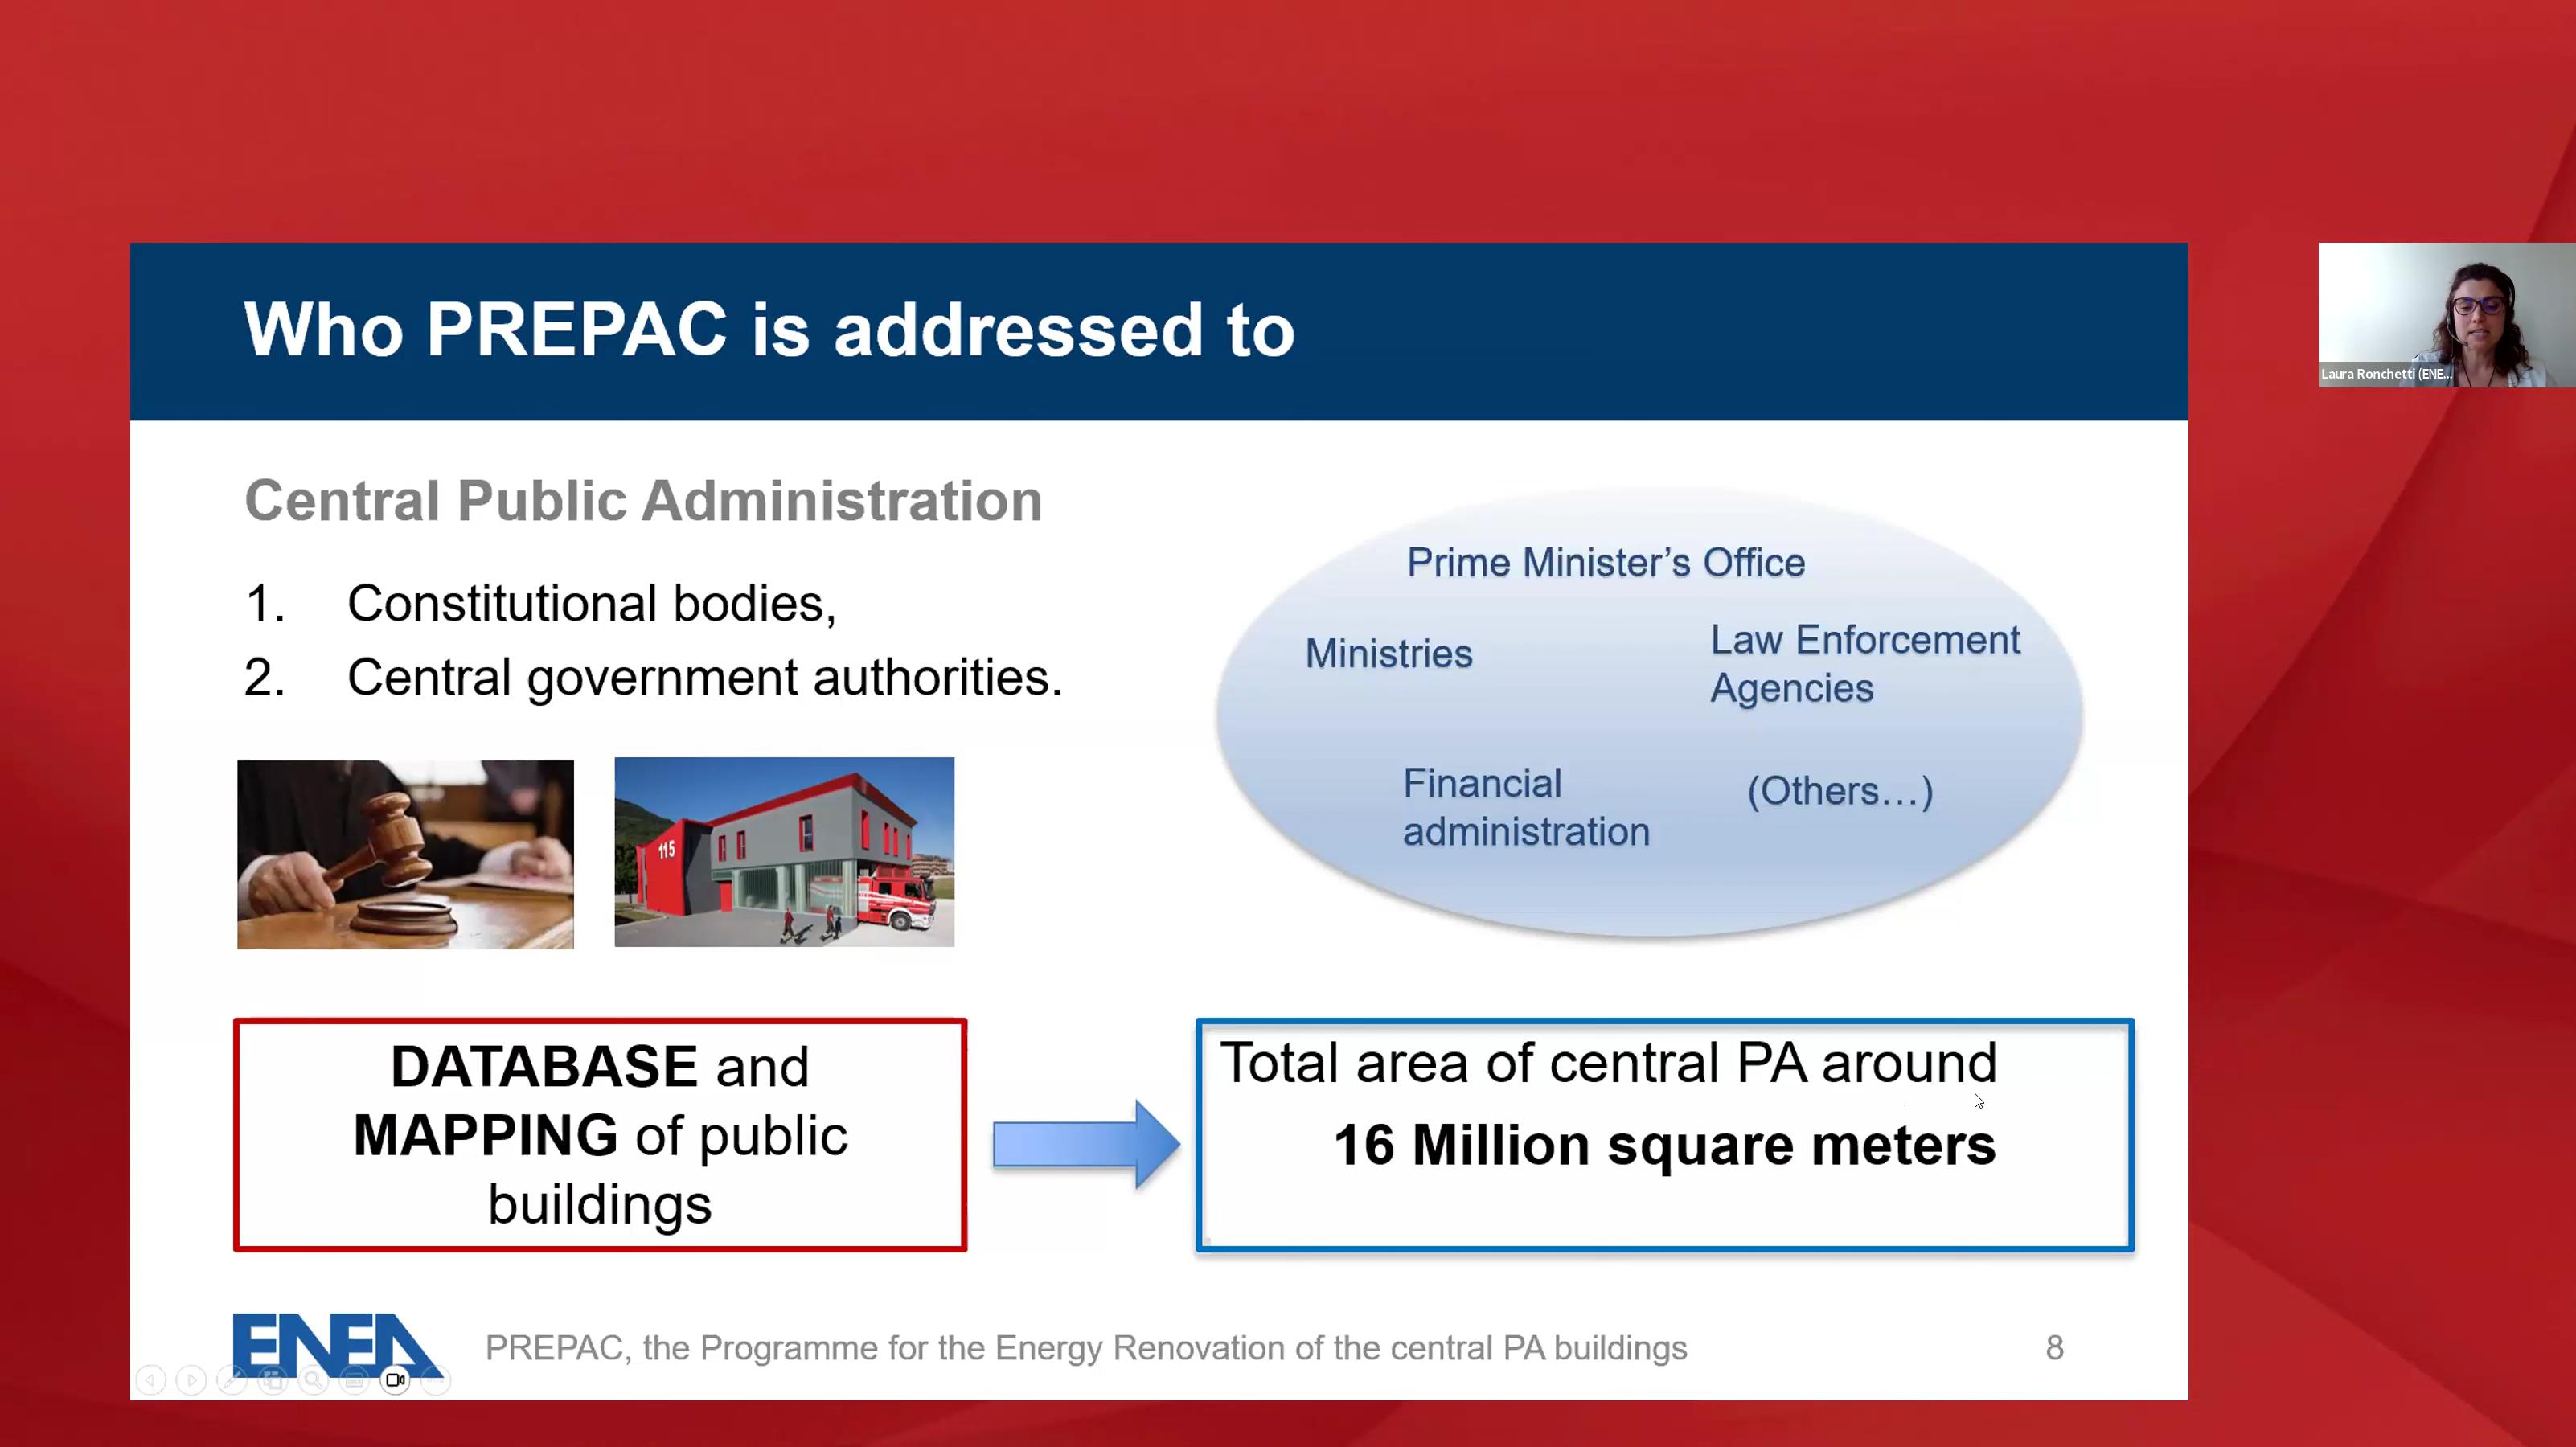 Who PREPAC is addressed to
Laura Ronchetti (ENE...
Central Public Administration
1. Constitutional bodies,
2. Central government authorities.
Prime Minister’s Office
Ministries
Law Enforcement
Agencies
Financial
administration
(Others…)
115
DATABASE and
MAPPING of public
buildings
Total area of central PA around
16 Million square meters
ENEA
PREPAC, the Programme for the Energy Renovation of the central PA buildings
8